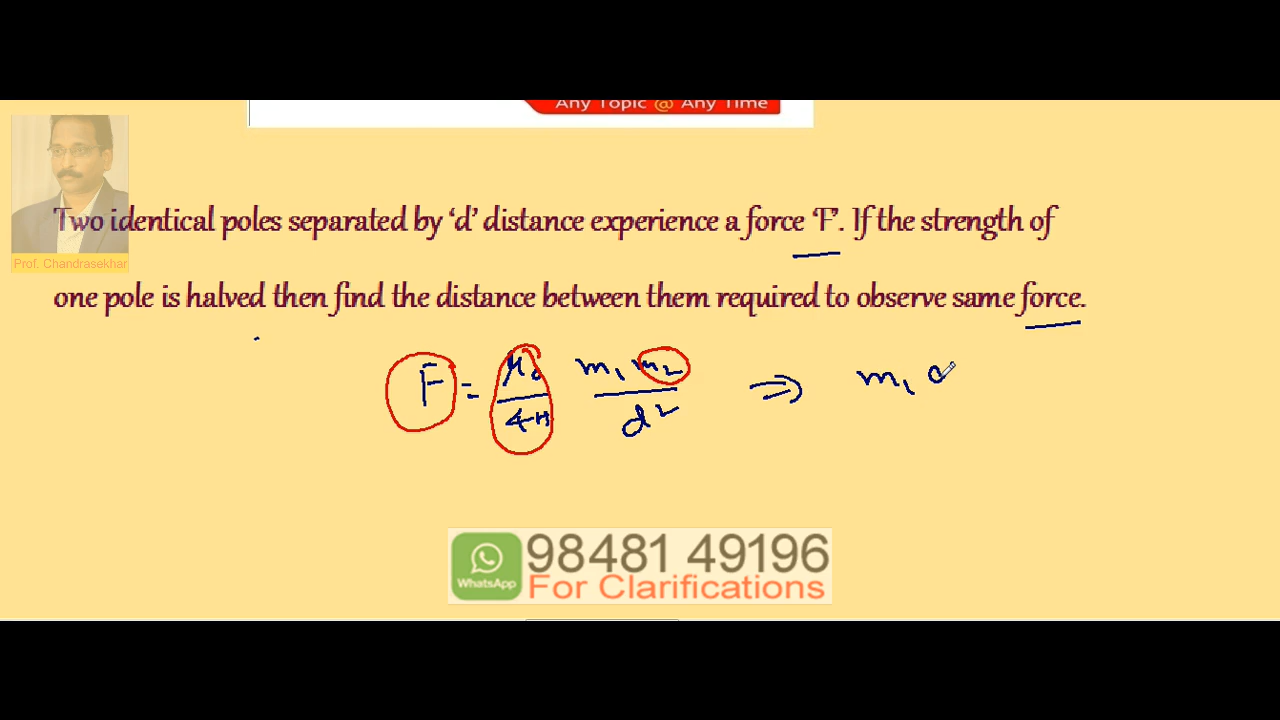 Any Topic @ Any Time
Two identical poles separated by ‘d’ distance experience a force ‘F’. If the strength of
Prof. Chandrasekhar
one pole is halved then find the distance between them required to observe same force.
F = μ₀/4π m₁m₂/d² ⇒ m₁ α
98481 49196
WhatsApp
For Clarifications